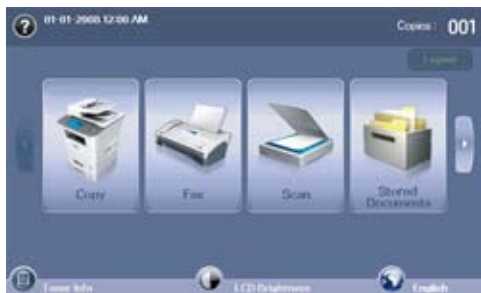 01-01-2008 12:00 AM
Copies : 001
Logout
Copy
Fax
Scan
Stored
Documents
Toner Info
LCD Brightness
English